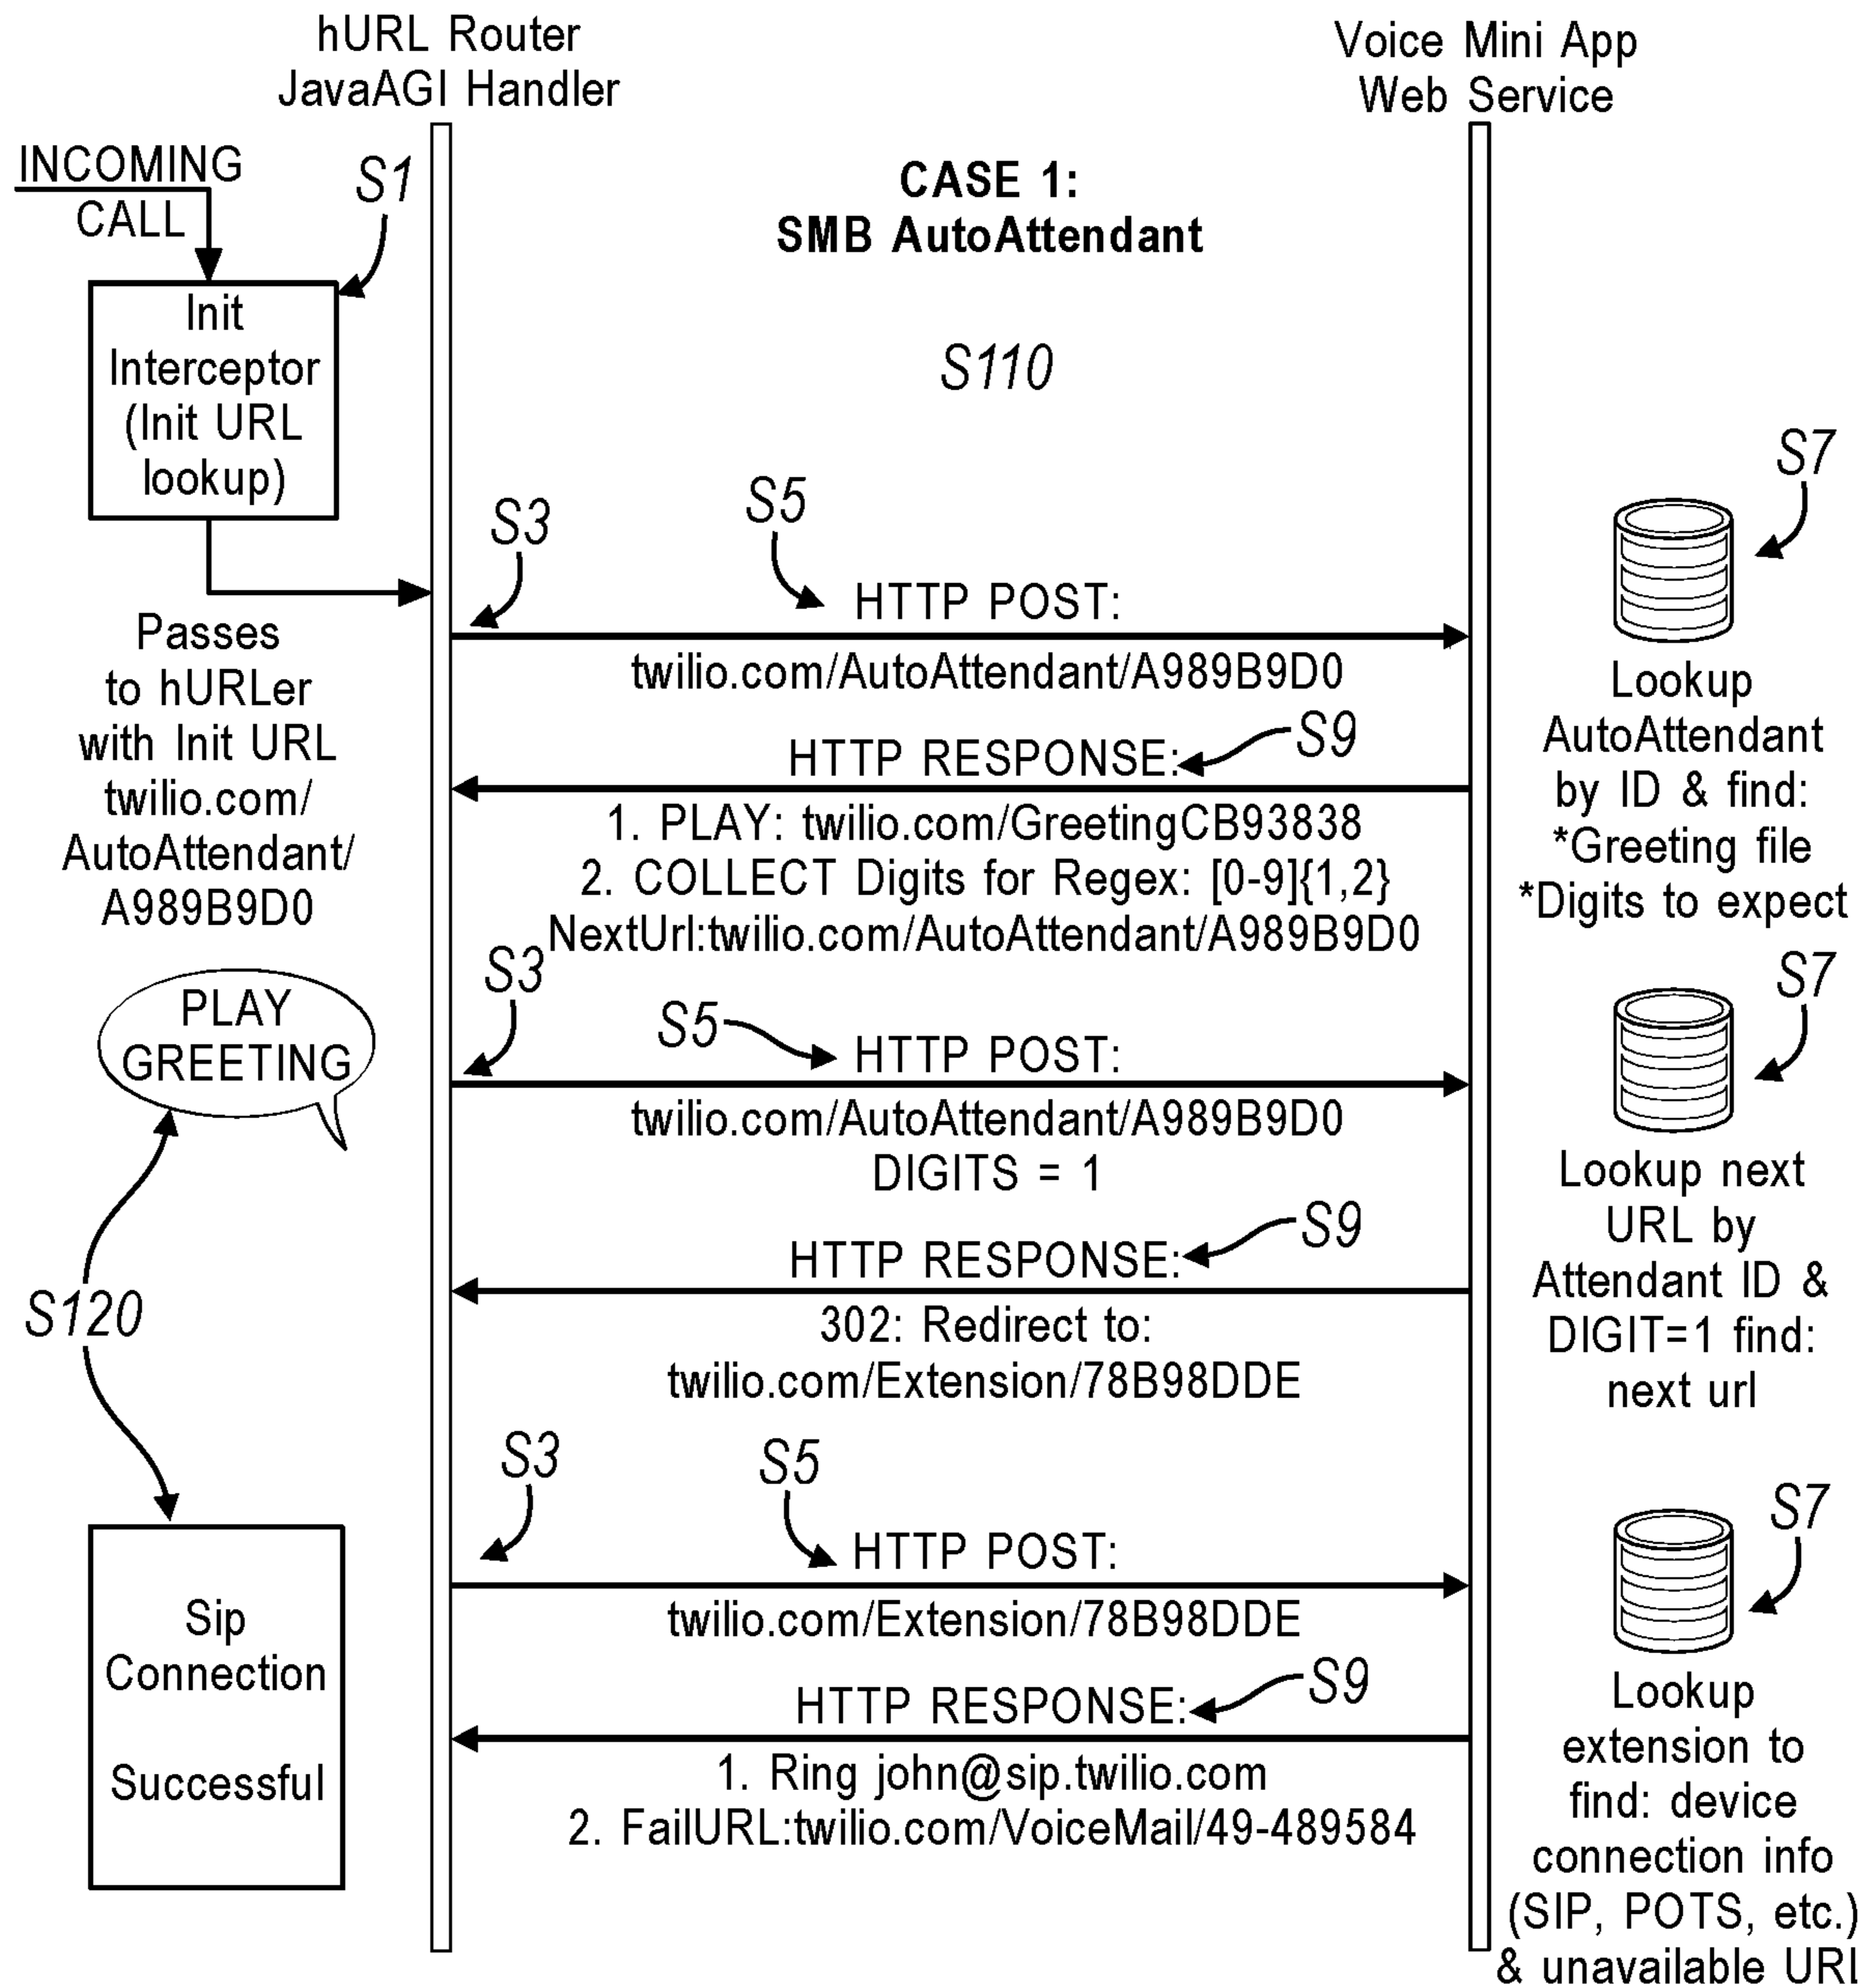 hURL Router
JavaAGI Handler
Voice Mini App
Web Service
INCOMING
CALL
S1
CASE 1:
SMB AutoAttendant
Init
Interceptor
(Init URL
lookup)
S110
S7
S3
S5
HTTP POST:
twilio.com/AutoAttendant/A989B9D0
Passes
to hURLer
with Init URL
twilio.com/
AutoAttendant/
A989B9D0
Lookup
AutoAttendant
by ID & find:
*Greeting file
*Digits to expect
HTTP RESPONSE:
S9
1. PLAY: twilio.com/GreetingCB93838
2. COLLECT Digits for Regex: [0-9]{1,2}
NextUrl:twilio.com/AutoAttendant/A989B9D0
S3
S7
PLAY
GREETING
S5
HTTP POST:
twilio.com/AutoAttendant/A989B9D0
DIGITS = 1
Lookup next
URL by
Attendant ID &
DIGIT=1 find:
next url
S9
HTTP RESPONSE:
302: Redirect to:
twilio.com/Extension/78B98DDE
S120
S3
S5
S7
HTTP POST:
twilio.com/Extension/78B98DDE
Sip
Connection
Successful
S9
HTTP RESPONSE:
1. Ring john@sip.twilio.com
2. FailURL:twilio.com/VoiceMail/49-489584
Lookup
extension to
find: device
connection info
(SIP, POTS, etc.)
& unavailable URI